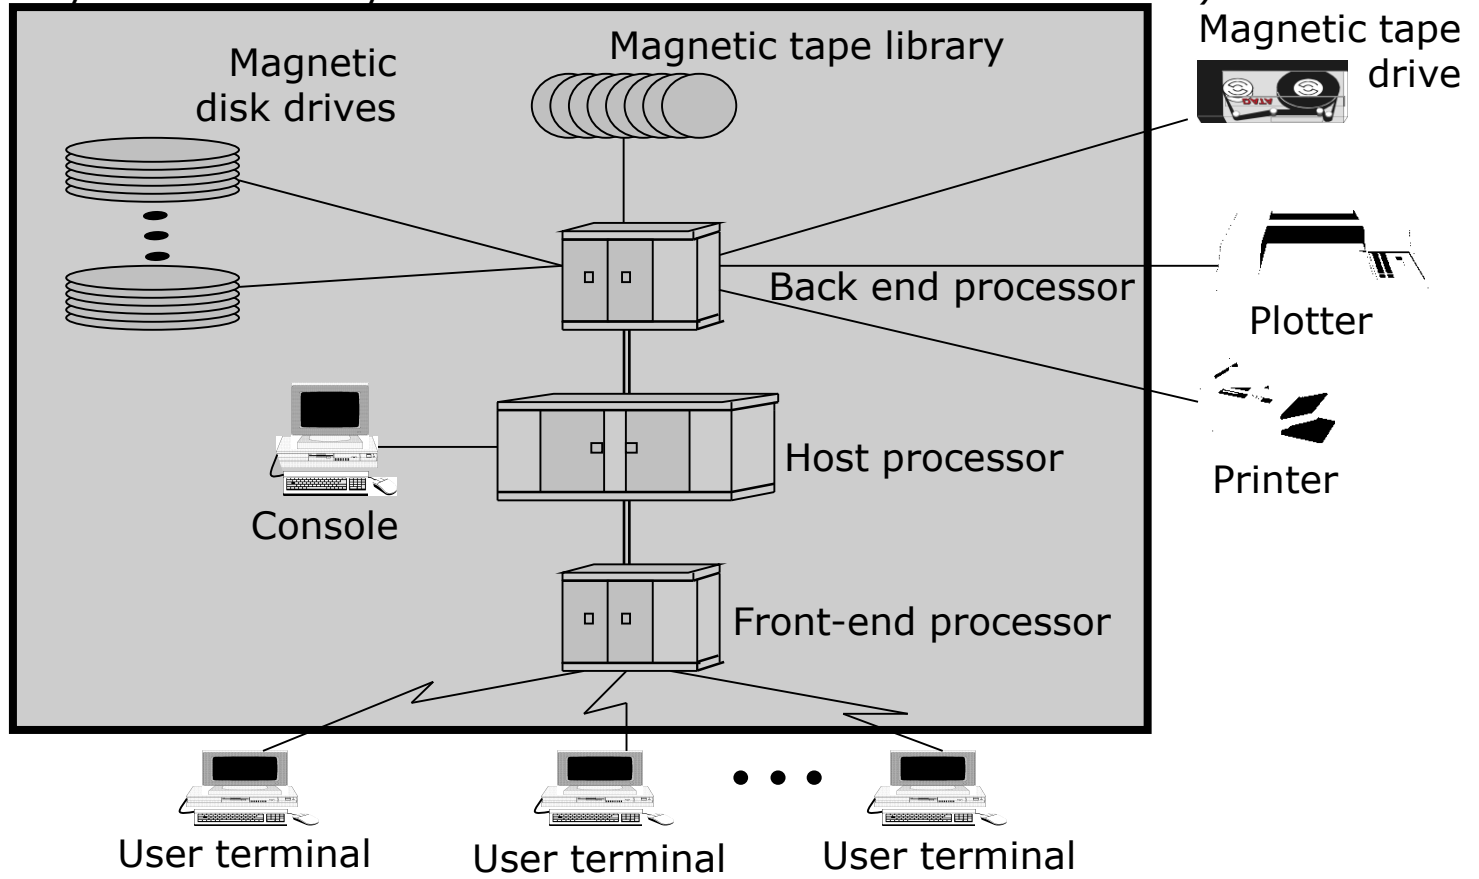 Magnetic tape library
Magnetic
disk drives
Magnetic tape
drive
DATA
Back end processor
Plotter
Host processor
Printer
Console
Front-end processor
User terminal
User terminal
User terminal